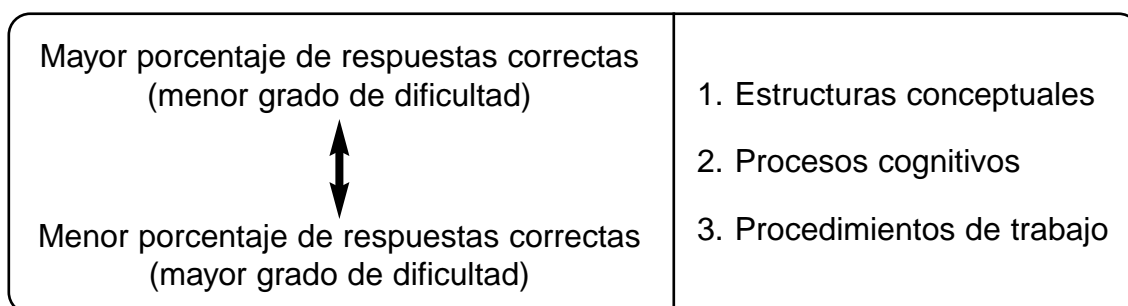 Mayor porcentaje de respuestas correctas
(menor grado de dificultad)
Menor porcentaje de respuestas correctas
(mayor grado de dificultad)
1. Estructuras conceptuales
2. Procesos cognitivos
3. Procedimientos de trabajo